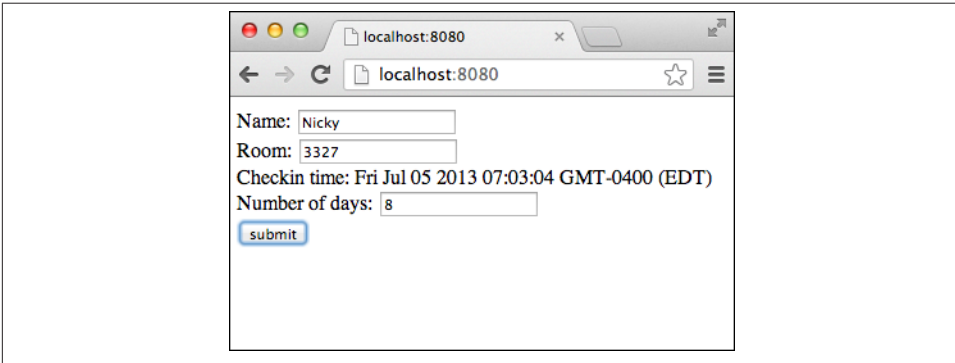 localhost:8080
localhost:8080
Name: Nicky
Room: 3327
Checkin time: Fri Jul 05 2013 07:03:04 GMT-0400 (EDT)
Number of days: 8
submit